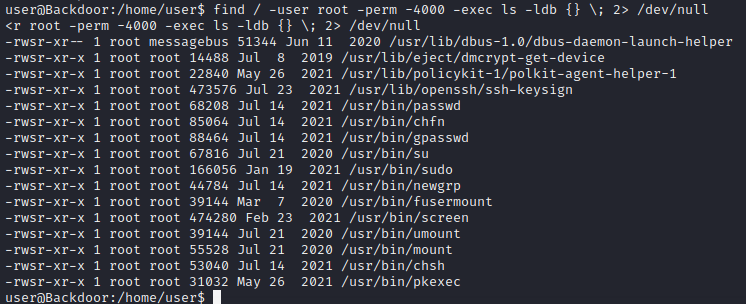 user@Backdoor:/home/user$ find / -user root -perm -4000 -exec ls -ldb {} \; 2> /dev/null
<r root -perm -4000 -exec ls -ldb {} \; 2> /dev/null
-rwsr-xr-- 1 root messagebus 51344 Jun 11  2020 /usr/lib/dbus-1.0/dbus-daemon-launch-helper
-rwsr-xr-x 1 root root 14488 Jul  8  2019 /usr/lib/eject/dmcrypt-get-device
-rwsr-xr-x 1 root root 22840 May 26  2021 /usr/lib/policykit-1/polkit-agent-helper-1
-rwsr-xr-x 1 root root 473576 Jul 23  2021 /usr/lib/openssh/ssh-keysign
-rwsr-xr-x 1 root root 68208 Jul 14  2021 /usr/bin/passwd
-rwsr-xr-x 1 root root 85064 Jul 14  2021 /usr/bin/chfn
-rwsr-xr-x 1 root root 88464 Jul 14  2021 /usr/bin/gpasswd
-rwsr-xr-x 1 root root 67816 Jul 21  2020 /usr/bin/su
-rwsr-xr-x 1 root root 166056 Jan 19  2021 /usr/bin/sudo
-rwsr-xr-x 1 root root 44784 Jul 14  2021 /usr/bin/newgrp
-rwsr-xr-x 1 root root 39144 Mar  7  2020 /usr/bin/fusermount
-rwsr-xr-x 1 root root 474280 Feb 23  2021 /usr/bin/screen
-rwsr-xr-x 1 root root 39144 Jul 21  2020 /usr/bin/umount
-rwsr-xr-x 1 root root 55528 Jul 21  2020 /usr/bin/mount
-rwsr-xr-x 1 root root 53040 Jul 14  2021 /usr/bin/chsh
-rwsr-xr-x 1 root root 31032 May 26  2021 /usr/bin/pkexec
user@Backdoor:/home/user$